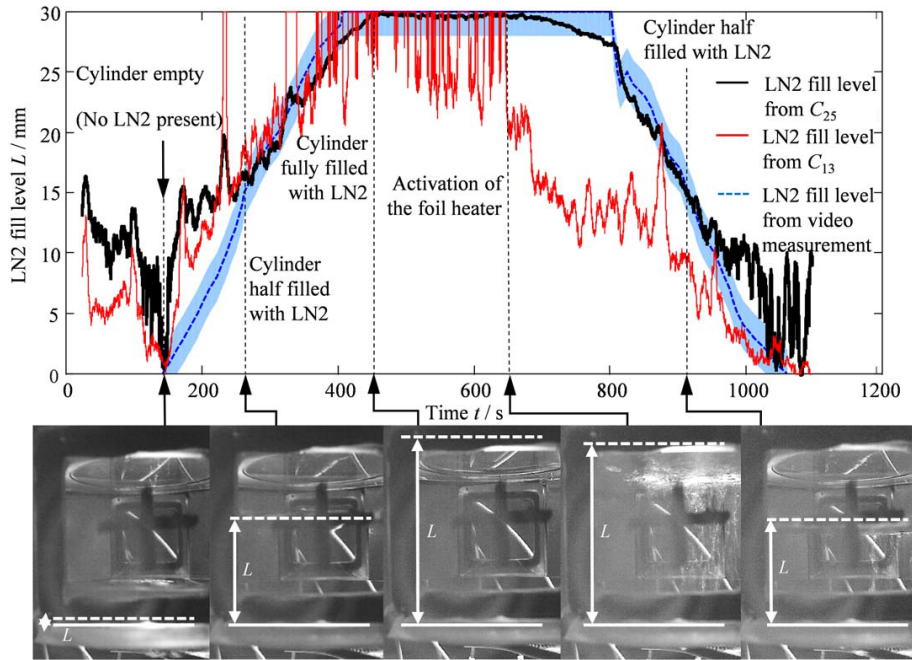 30
25
20
15
10
5
0
LN2 fill level L / mm
Cylinder empty
(No LN2 present)
Cylinder
fully filled
with LN2
Cylinder
half filled
with LN2
Activation of
the foil heater
Cylinder half
filled with LN2
LN2 fill level
from C25
LN2 fill level
from C13
LN2 fill level
from video
measurement
0 200 400 600 800 1000 1200
Time t / s
L
L
L
L
L